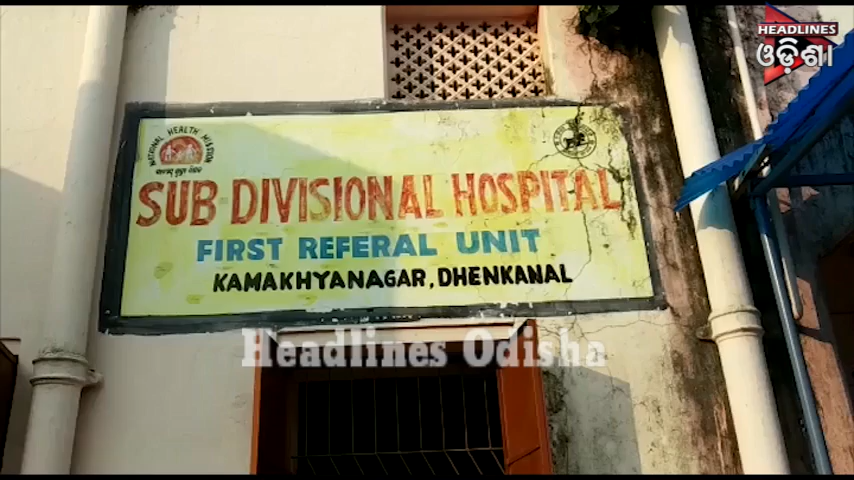 HEADLINES
ଓଡ଼ିଶା
NATIONAL HEALTH MISSION
SUB DIVISIONAL HOSPITAL
FIRST REFERAL UNIT
KAMAKHYANAGAR, DHENKANAL
Headlines Odisha